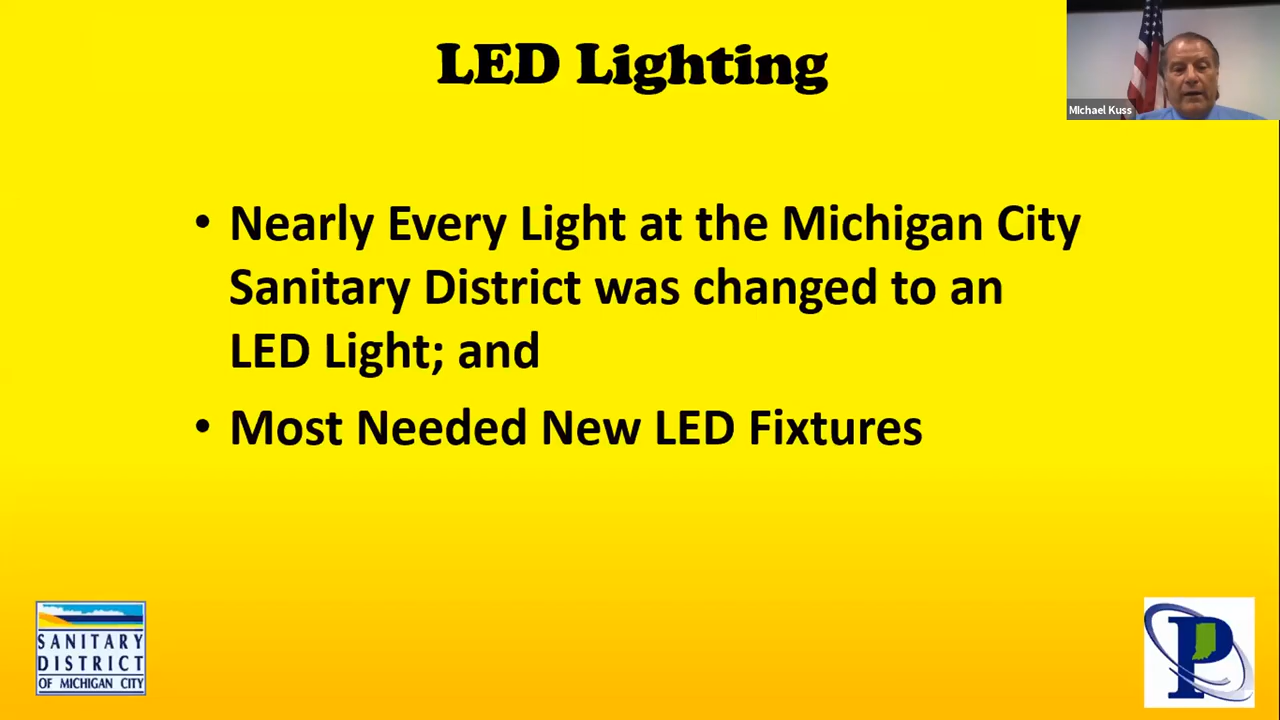 LED Lighting
MIchael Kuss
• Nearly Every Light at the Michigan City
Sanitary District was changed to an
LED Light; and
• Most Needed New LED Fixtures
SANITARY
DISTRICT
OF MICHIGAN CITY
P